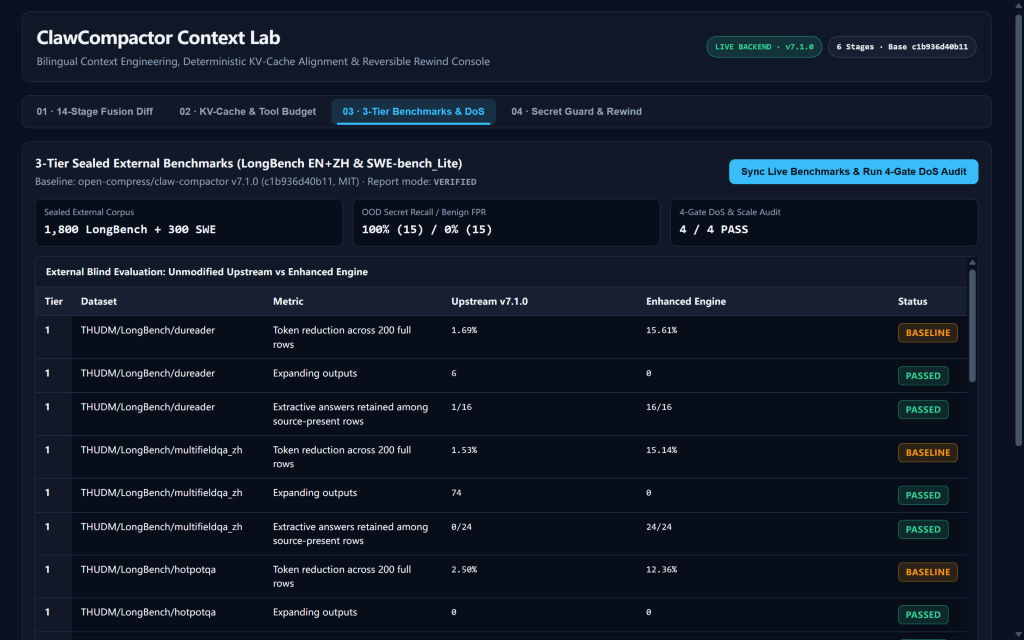 ClawCompactor Context Lab
Bilingual Context Engineering, Deterministic KV-Cache Alignment & Reversible Rewind Console
LIVE BACKEND · v7.1.0
6 Stages · Base c1b936d40b11
01 · 14-Stage Fusion Diff
02 · KV-Cache & Tool Budget
03 · 3-Tier Benchmarks & DoS
04 · Secret Guard & Rewind
3-Tier Sealed External Benchmarks (LongBench EN+ZH & SWE-bench_Lite)
Baseline: open-compress/claw-compactor v7.1.0 (c1b936d40b11, MIT) · Report mode: VERIFIED
Sync Live Benchmarks & Run 4-Gate DoS Audit
Sealed External Corpus
1,800 LongBench + 300 SWE
OOD Secret Recall / Benign FPR
100% (15) / 0% (15)
4-Gate DoS & Scale Audit
4 / 4 PASS
External Blind Evaluation: Unmodified Upstream vs Enhanced Engine
Tier Dataset Metric Upstream v7.1.0 Enhanced Engine Status
1 THUDM/LongBench/dureader Token reduction across 200 full 1.69% 15.61% BASELINE
rows
1 THUDM/LongBench/dureader Expanding outputs 6 0 PASSED
1 THUDM/LongBench/dureader Extractive answers retained among 1/16 16/16 PASSED
source-present rows
1 THUDM/LongBench/multifieldqa_zh Token reduction across 200 full 1.53% 15.14% BASELINE
rows
1 THUDM/LongBench/multifieldqa_zh Expanding outputs 74 0 PASSED
1 THUDM/LongBench/multifieldqa_zh Extractive answers retained among 0/24 24/24 PASSED
source-present rows
1 THUDM/LongBench/hotpotqa Token reduction across 200 full 2.50% 12.36% BASELINE
rows
1 THUDM/LongBench/hotpotqa Expanding outputs 0 0 PASSED